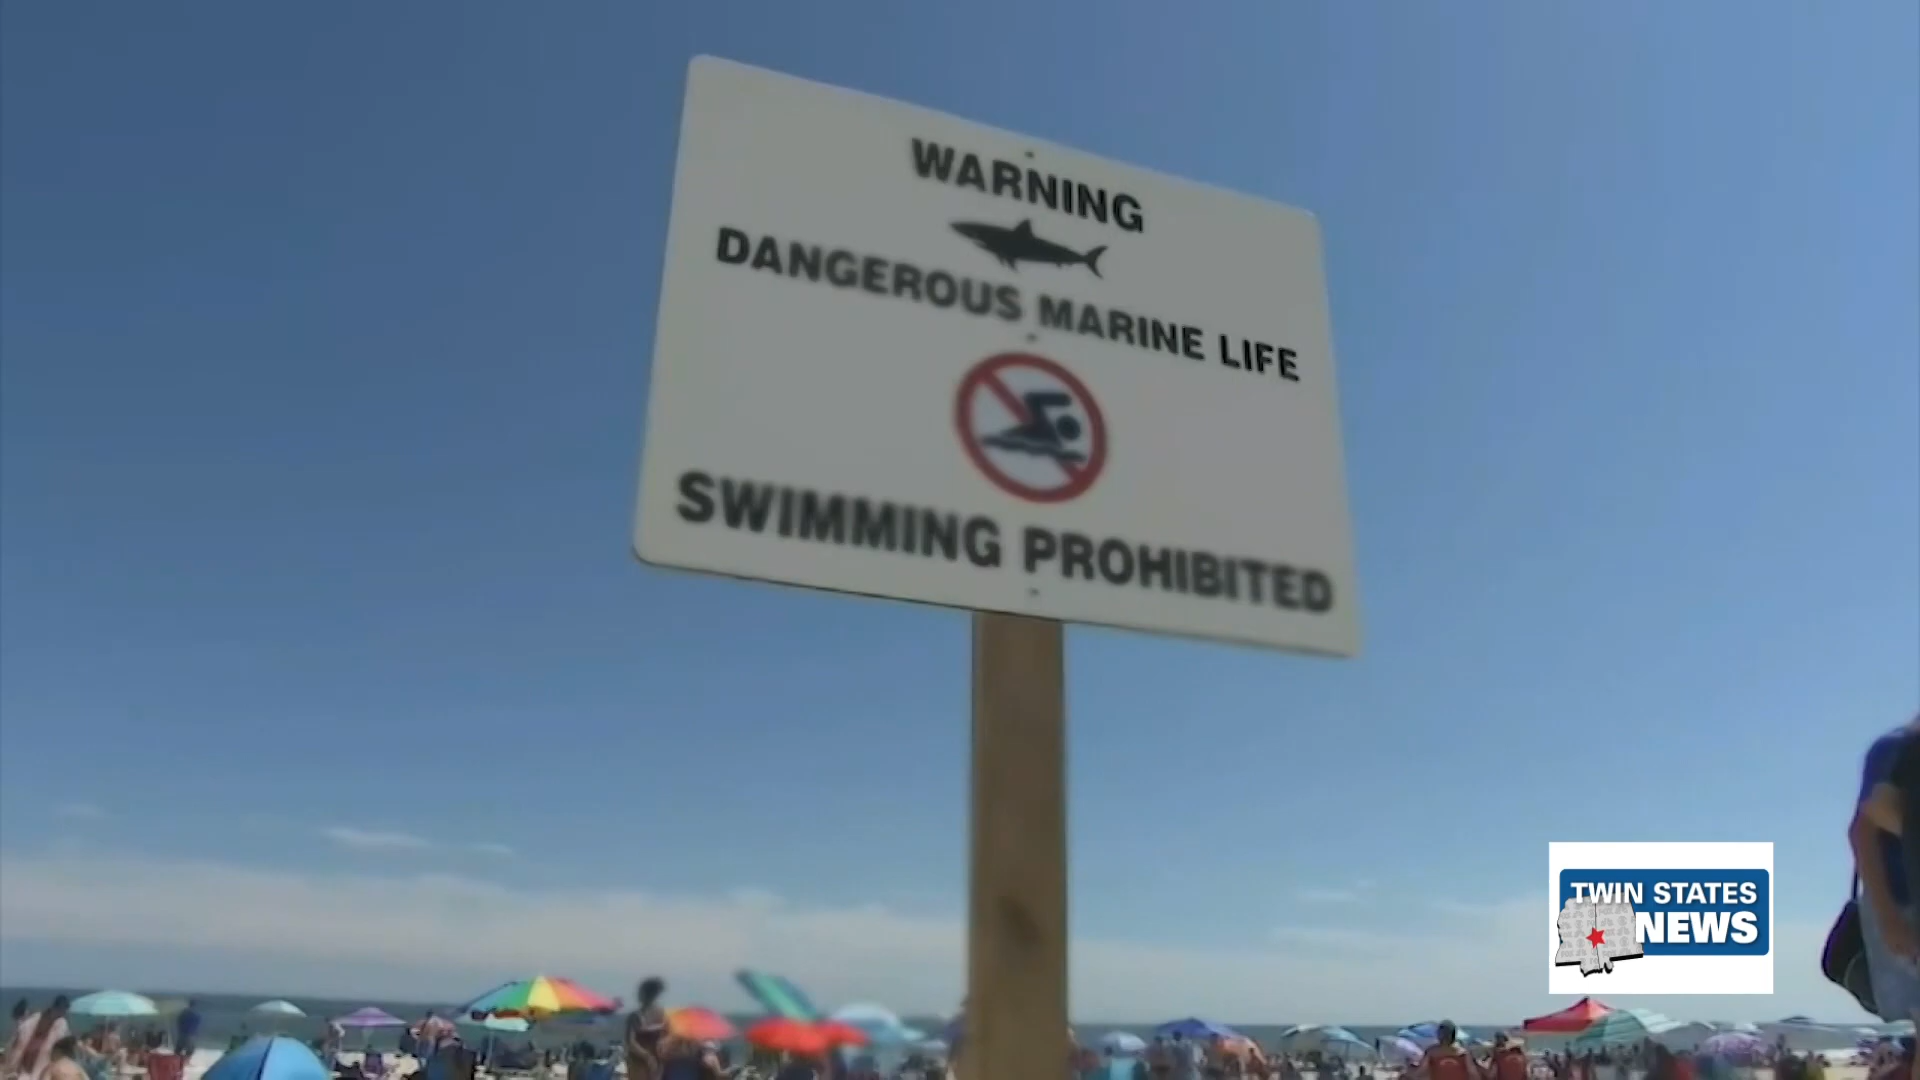 WARNING
DANGEROUS MARINE LIFE
SWIMMING PROHIBITED
TWIN STATES
NEWS